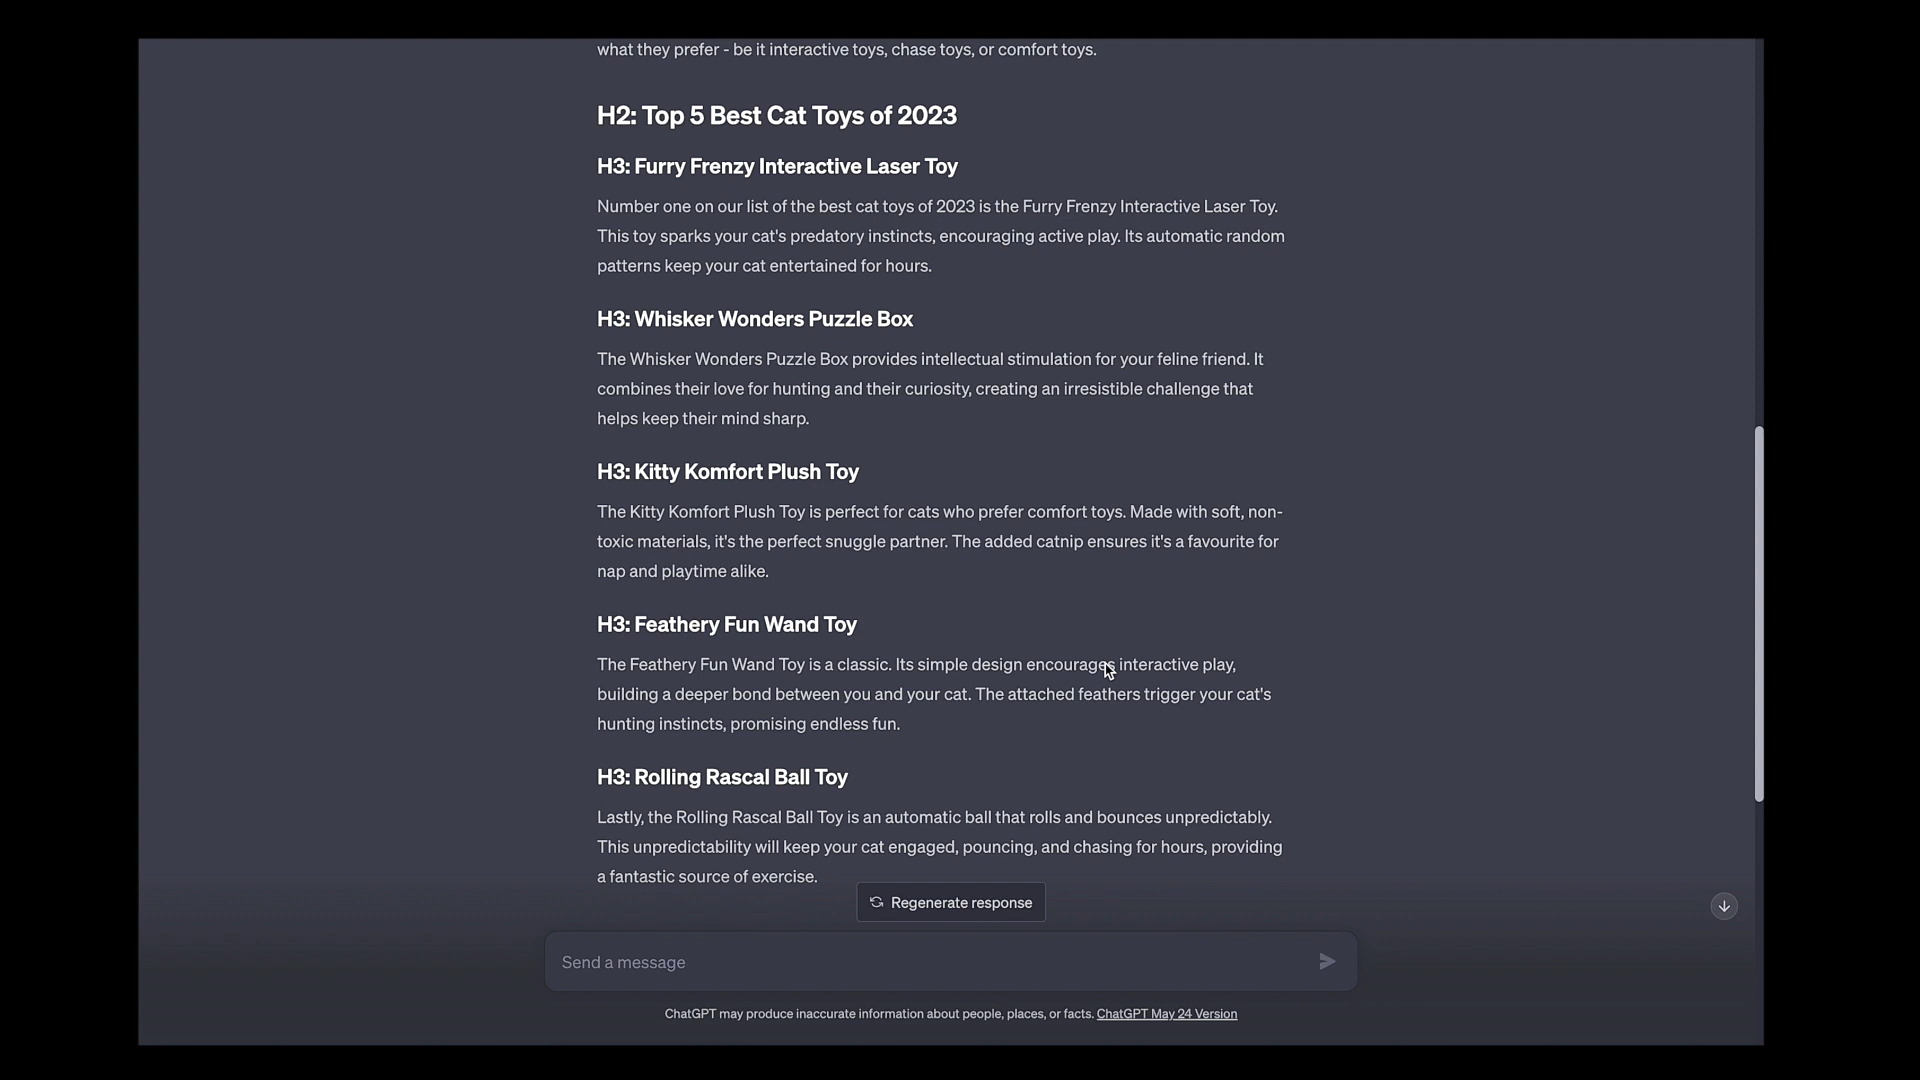 what they prefer - be it interactive toys, chase toys, or comfort toys.
H2: Top 5 Best Cat Toys of 2023
H3: Furry Frenzy Interactive Laser Toy
Number one on our list of the best cat toys of 2023 is the Furry Frenzy Interactive Laser Toy.
This toy sparks your cat's predatory instincts, encouraging active play. Its automatic random
patterns keep your cat entertained for hours.
H3: Whisker Wonders Puzzle Box
The Whisker Wonders Puzzle Box provides intellectual stimulation for your feline friend. It
combines their love for hunting and their curiosity, creating an irresistible challenge that
helps keep their mind sharp.
H3: Kitty Komfort Plush Toy
The Kitty Komfort Plush Toy is perfect for cats who prefer comfort toys. Made with soft, non-
toxic materials, it's the perfect snuggle partner. The added catnip ensures it's a favourite for
nap and playtime alike.
H3: Feathery Fun Wand Toy
The Feathery Fun Wand Toy is a classic. Its simple design encourages interactive play,
building a deeper bond between you and your cat. The attached feathers trigger your cat's
hunting instincts, promising endless fun.
H3: Rolling Rascal Ball Toy
Lastly, the Rolling Rascal Ball Toy is an automatic ball that rolls and bounces unpredictably.
This unpredictability will keep your cat engaged, pouncing, and chasing for hours, providing
a fantastic source of exercise.
Regenerate response
Send a message
ChatGPT may produce inaccurate information about people, places, or facts. ChatGPT May 24 Version